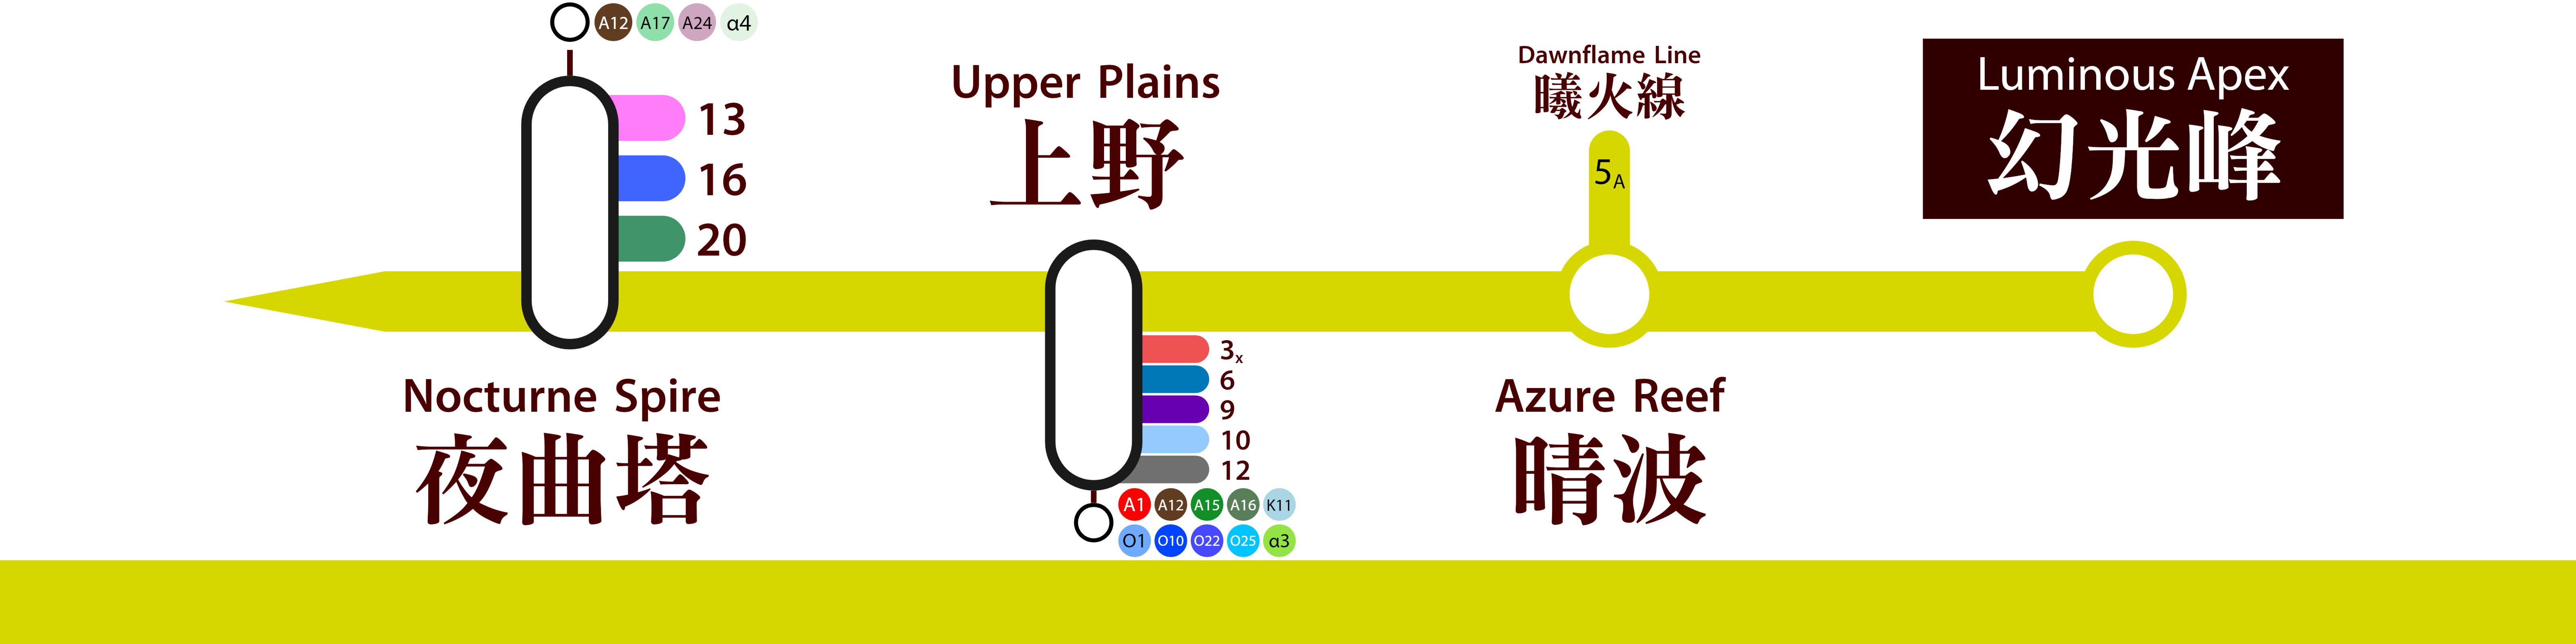 A12 A17 A24 α4
13
16
20
Nocturne Spire
夜曲塔
Upper Plains
上野
3x
6
9
10
12
A1 A12 A15 A16 K11
O1 O10 O22 O25 α3
Dawnflame Line
曦火線
5A
Azure Reef
晴波
Luminous Apex
幻光峰